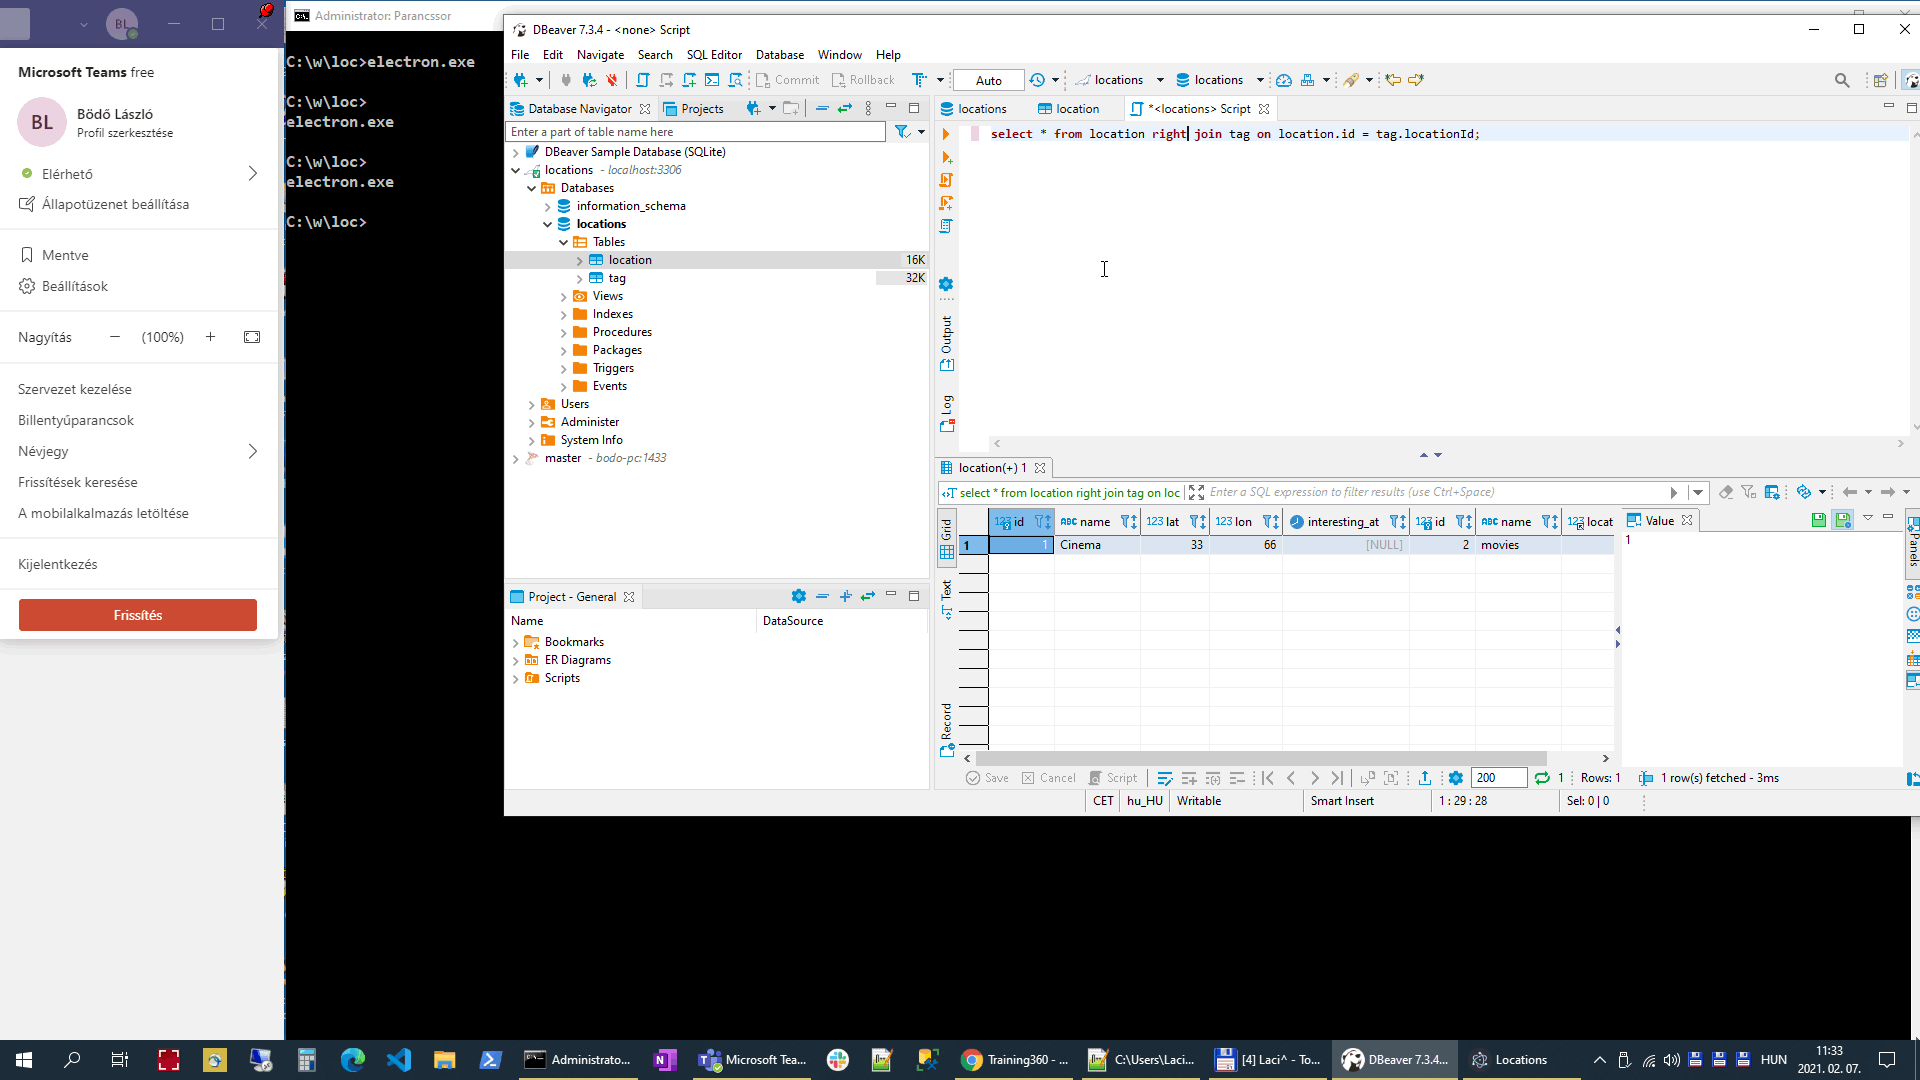 BL
Microsoft Teams free
BL
Bödő László
Profil szerkesztése
Elérhető
Állapotüzenet beállítása
Mentve
Beállítások
Nagyítás
(100%)
Szervezet kezelése
Billentyűparancsok
Névjegy
Frissítések keresése
A mobilalkalmazás letöltése
Kijelentkezés
Frissítés
Administrator: Parancssor
C:\w\loc>electron.exe
C:\w\loc>
electron.exe
C:\w\loc>
electron.exe
C:\w\loc>
DBeaver 7.3.4 - <none> Script
File Edit Navigate Search SQL Editor Database Window Help
Commit Rollback Auto locations locations
Database Navigator Projects
Enter a part of table name here
DBeaver Sample Database (SQLite)
locations - localhost:3306
Databases
information_schema
locations
Tables
location 16K
tag 32K
Views
Indexes
Procedures
Packages
Triggers
Events
Users
Administer
System Info
master - bodo-pc:1433
Project - General
Name DataSource
Bookmarks
ER Diagrams
Scripts
locations location *<locations> Script
select * from location right join tag on location.id = tag.locationId;
Output
Log
location(+) 1
select * from location right join tag on loc Enter a SQL expression to filter results (use Ctrl+Space)
Grid
Text
Record
123 id ABC name 123 lat 123 lon interesting_at 123 id ABC name 123 locat
1 1 Cinema 33 66 [NULL] 2 movies
Value
1
Panels
Save Cancel Script 200 1 Rows: 1 1 row(s) fetched - 3ms
CET hu_HU Writable Smart Insert 1 : 29 : 28 Sel: 0 | 0
Administrato... Microsoft Tea... Training360 - ... C:\Users\Laci... [4] Laci^ - To... DBeaver 7.3.4... Locations HUN
11:33
2021. 02. 07.